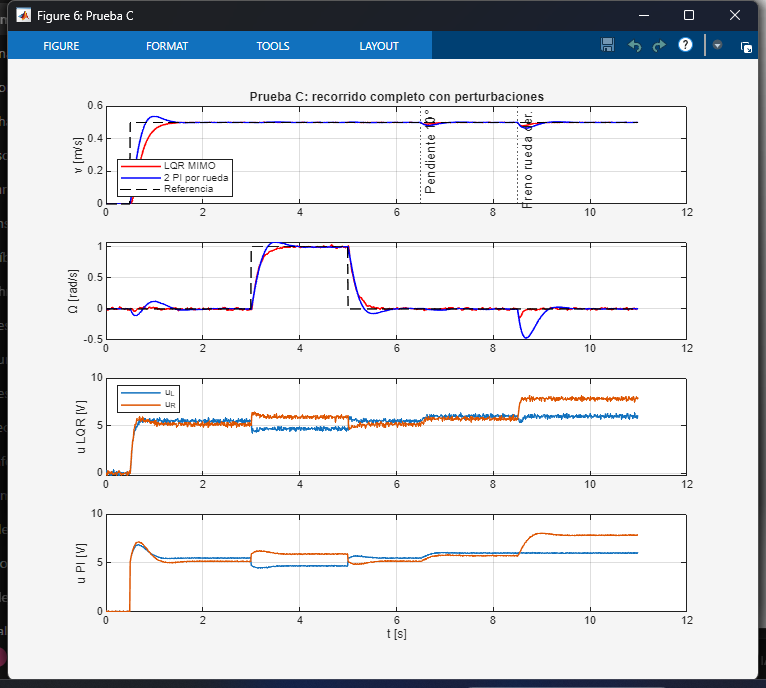 Figure 6: Prueba C
FIGURE FORMAT TOOLS LAYOUT
Prueba C: recorrido completo con perturbaciones
0.6
0.4
0.2
0
v [m/s]
LQR MIMO
2 PI por rueda
Referencia
Pendiente 10°
Freno rueda der.
0 2 4 6 8 10 12
1
0.5
0
-0.5
Ω [rad/s]
0 2 4 6 8 10 12
10
5
0
u LQR [V]
uL
uR
0 2 4 6 8 10 12
10
5
0
u PI [V]
0 2 4 6 8 10 12
t [s]